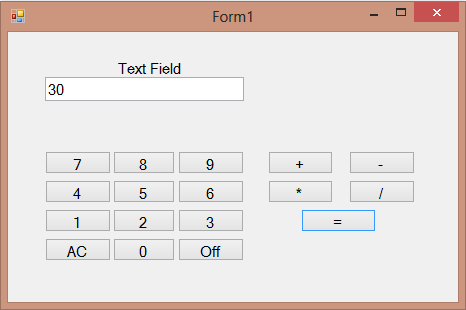 Form1
Text Field
30
7 8 9 + -
4 5 6 * /
1 2 3 =
AC 0 Off